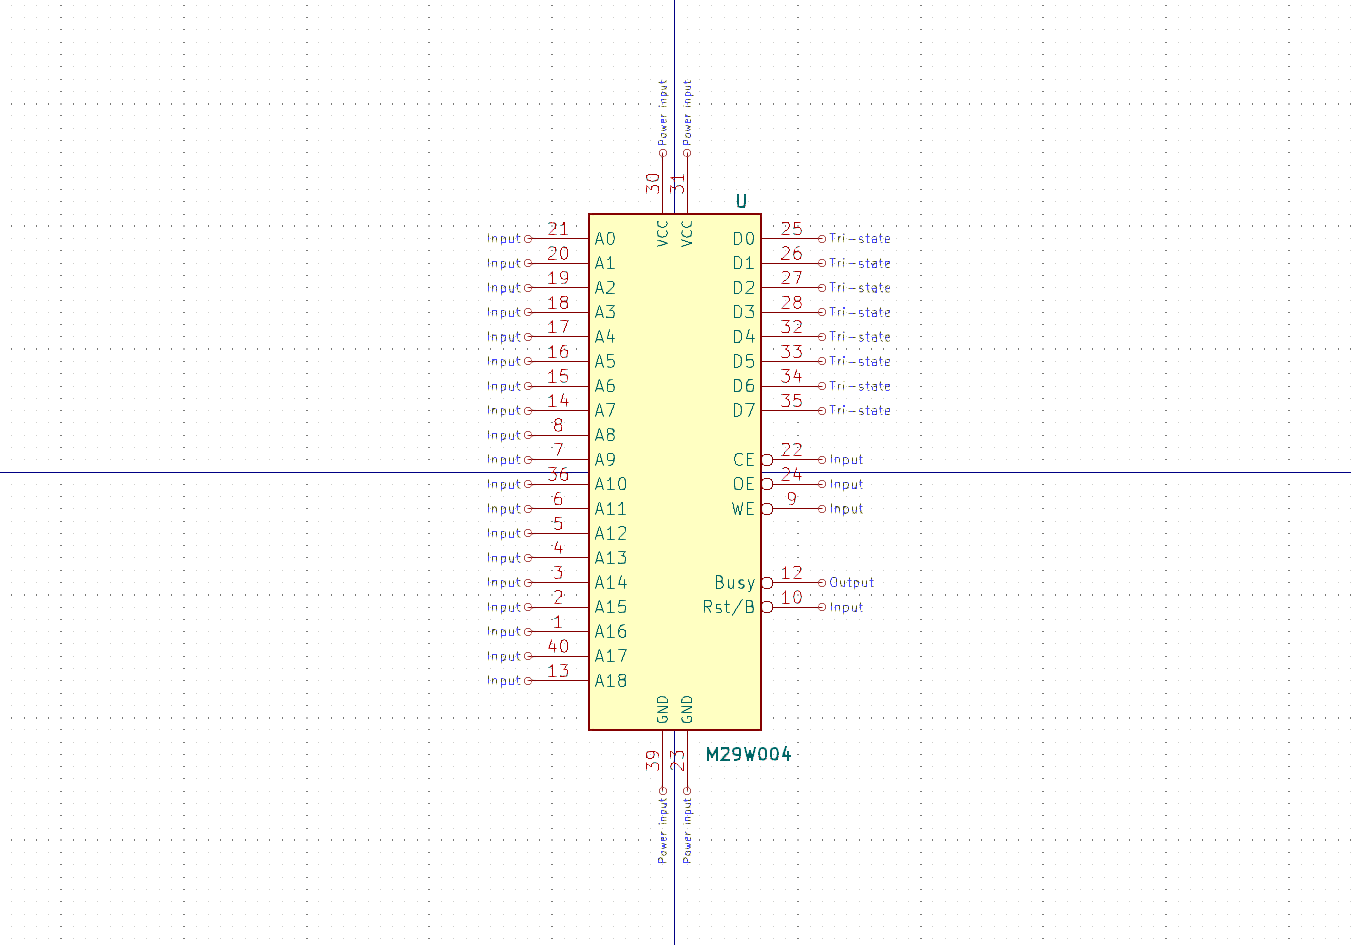 Power input Power input
30 31
U
VCC VCC
Input 21 A0 D0 25 Tri-state
Input 20 A1 D1 26 Tri-state
Input 19 A2 D2 27 Tri-state
Input 18 A3 D3 28 Tri-state
Input 17 A4 D4 32 Tri-state
Input 16 A5 D5 33 Tri-state
Input 15 A6 D6 34 Tri-state
Input 14 A7 D7 35 Tri-state
Input 8 A8
Input 7 A9 CE 22 Input
Input 36 A10 OE 24 Input
Input 6 A11 WE 9 Input
Input 5 A12
Input 4 A13
Input 3 A14 Busy 12 Output
Input 2 A15 Rst/B 10 Input
Input 1 A16
Input 40 A17
Input 13 A18
GND GND
39 23
M29W004
Power input Power input